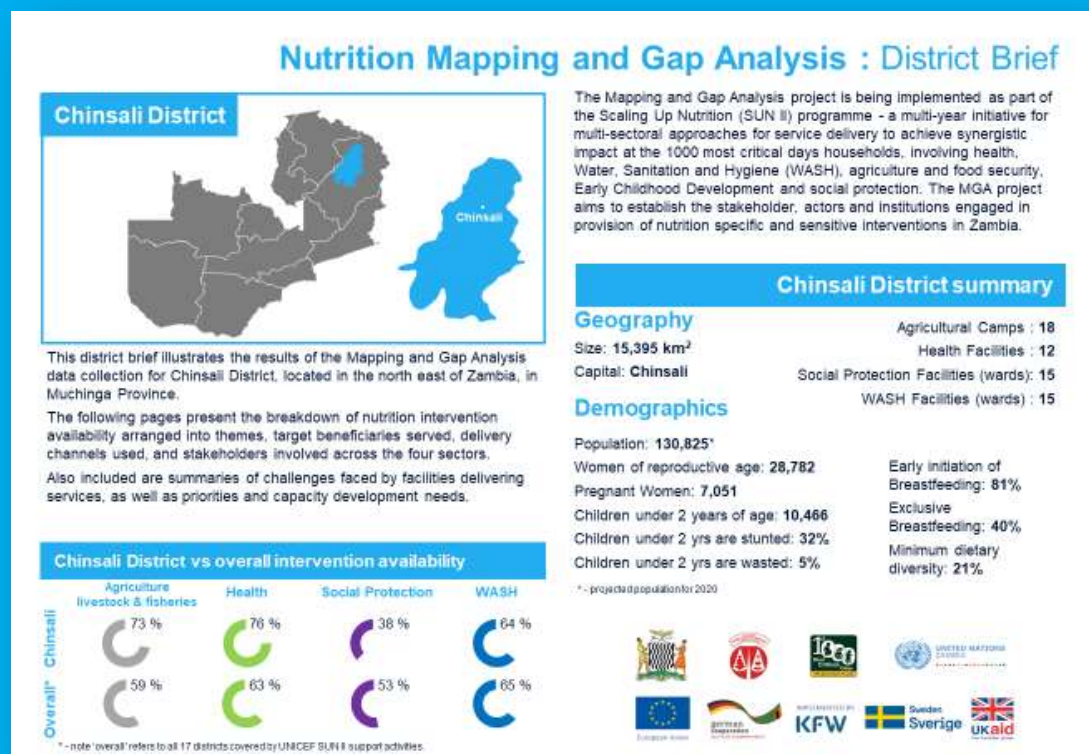 Nutrition Mapping and Gap Analysis : District Brief
Chinsali District
Chinsali
This district brief illustrates the results of the Mapping and Gap Analysis
data collection for Chinsali District, located in the north east of Zambia, in
Muchinga Province.
The following pages present the breakdown of nutrition intervention
availability arranged into themes, target beneficiaries served, delivery
channels used, and stakeholders involved across the four sectors.
Also included are summaries of challenges faced by facilities delivering
services, as well as priorities and capacity development needs.
Chinsali District vs overall intervention availability
Agriculture
livestock & fisheries
Health
Social Protection
WASH
Chinsali
73 %
76 %
38 %
64 %
Overall*
59 %
63 %
53 %
65 %
* - note 'overall' refers to all 17 districts covered by UNICEF SUN II support activities.
The Mapping and Gap Analysis project is being implemented as part of
the Scaling Up Nutrition (SUN II) programme - a multi-year initiative for
multi-sectoral approaches for service delivery to achieve synergistic
impact at the 1000 most critical days households, involving health,
Water, Sanitation and Hygiene (WASH), agriculture and food security,
Early Childhood Development and social protection. The MGA project
aims to establish the stakeholder, actors and institutions engaged in
provision of nutrition specific and sensitive interventions in Zambia.
Chinsali District summary
Geography
Size: 15,395 km²
Capital: Chinsali
Agricultural Camps : 18
Health Facilities : 12
Social Protection Facilities (wards): 15
WASH Facilities (wards) : 15
Demographics
Population: 130,825*
Women of reproductive age: 28,782
Pregnant Women: 7,051
Children under 2 years of age: 10,466
Children under 2 yrs are stunted: 32%
Children under 2 yrs are wasted: 5%
* - projected population for 2020
Early initiation of
Breastfeeding: 81%
Exclusive
Breastfeeding: 40%
Minimum dietary
diversity: 21%
1000
UNITED NATIONS
ZAMBIA
European Union
german
cooperation
IMPLEMENTED BY
KFW
Sweden
Sverige
UKaid